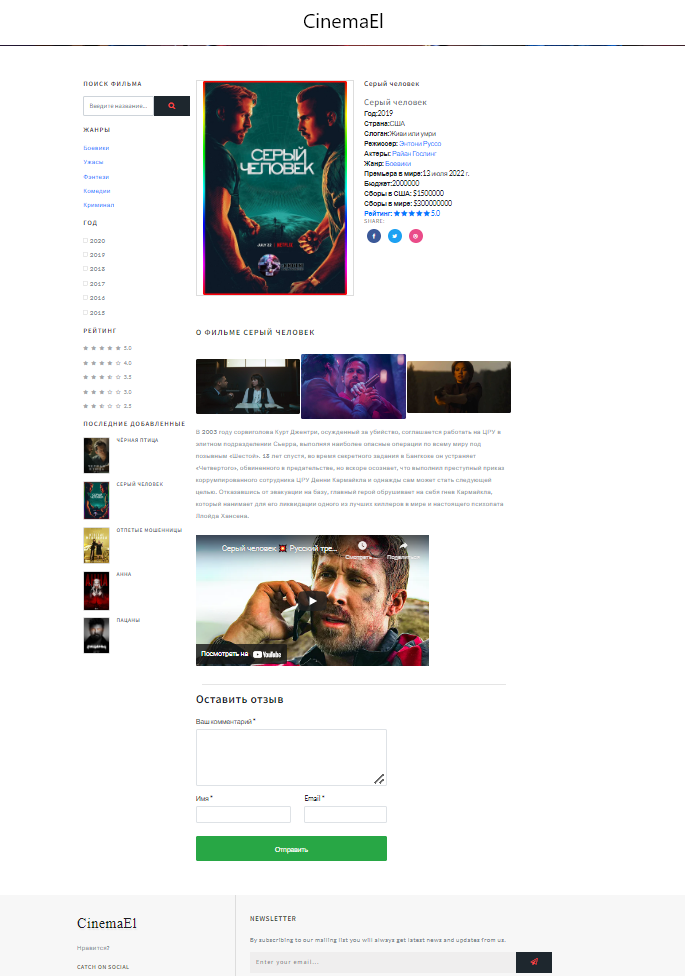 CinemaEl
ПОИСК ФИЛЬМА
Введите название...
ЖАНРЫ
Боевики
Ужасы
Фэнтези
Комедии
Криминал
ГОД
2020
2019
2018
2017
2016
2015
РЕЙТИНГ
5.0
4.0
3.5
3.0
2.5
ПОСЛЕДНИЕ ДОБАВЛЕННЫЕ
ЧЁРНАЯ ПТИЦА
СЕРЫЙ ЧЕЛОВЕК
ОТПЕТЫЕ МОШЕННИЦЫ
АННА
ПАЦАНЫ
СЕРЫЙ
ЧЕЛОВЕК
JULY 22 | NETFLIX
Серый человек
Серый человек
Год:2019
Страна:США
Слоган:Живи или умри
Режиссер: Энтони Руссо
Актеры: Райан Гослинг
Жанр: Боевики
Премьера в мире:13 июля 2022 г.
Бюджет:2000000
Сборы в США: $1500000
Сборы в мире: $300000000
Рейтинг: 5.0
SHARE:
О ФИЛЬМЕ СЕРЫЙ ЧЕЛОВЕК
В 2003 году сорвиголова Курт Джентри, осужденный за убийство, соглашается работать на ЦРУ в
элитном подразделении Сьерра, выполняя наиболее опасные операции по всему миру под
позывным «Шестой». 18 лет спустя, во время секретного задания в Бангкоке он устраняет
«Четвертого», обвиненного в предательстве, но вскоре осознает, что выполнил преступный приказ
коррумпированного сотрудника ЦРУ Денни Кармайкла и однажды сам может стать следующей
целью. Отказавшись от эвакуации на базу, главный герой обрушивает на себя гнев Кармайкла,
который нанимает для его ликвидации одного из лучших киллеров в мире и настоящего психопата
Ллойда Хансена.
Серый человек 💥 Русский тре...
Смотреть...
Поделиться
Посмотреть на YouTube
Оставить отзыв
Ваш комментарий *
Имя *
Email *
Отправить
CinemaEl
Нравится?
CATCH ON SOCIAL
NEWSLETTER
By subscribing to our mailing list you will always get latest news and updates from us.
Enter your email...